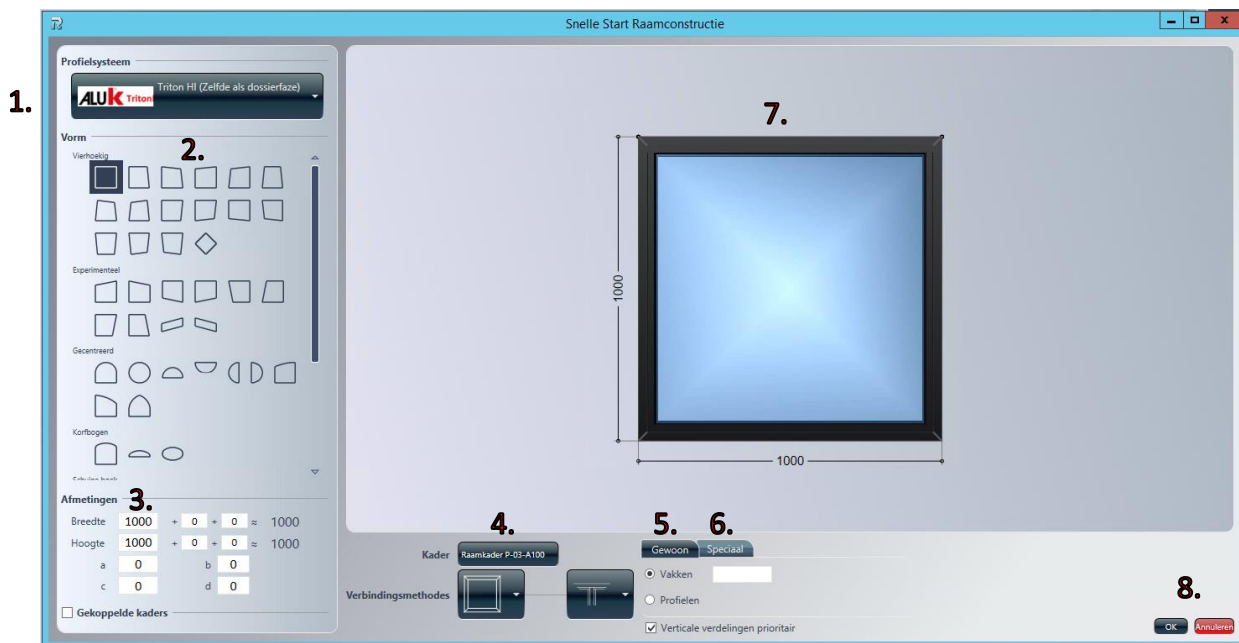 Snelle Start Raamconstructie
Profielsysteem
1.
ALUK Triton
Triton HI (Zelfde als dossierfaze)
Vorm
2.
Vierhoekig
Experimenteel
Gecentreerd
Korfbogen
Afmetingen
3.
Breedte 1000 + 0 + 0 ≈ 1000
Hoogte 1000 + 0 + 0 ≈ 1000
a 0 b 0
c 0 d 0
Gekoppelde kaders
7.
1000
1000
4.
Kader Raamkader P-03-A100
Verbindingsmethodes
5.
6.
Gewoon Speciaal
Vakken
Profielen
Verticale verdelingen prioritair
8.
OK Annuleren